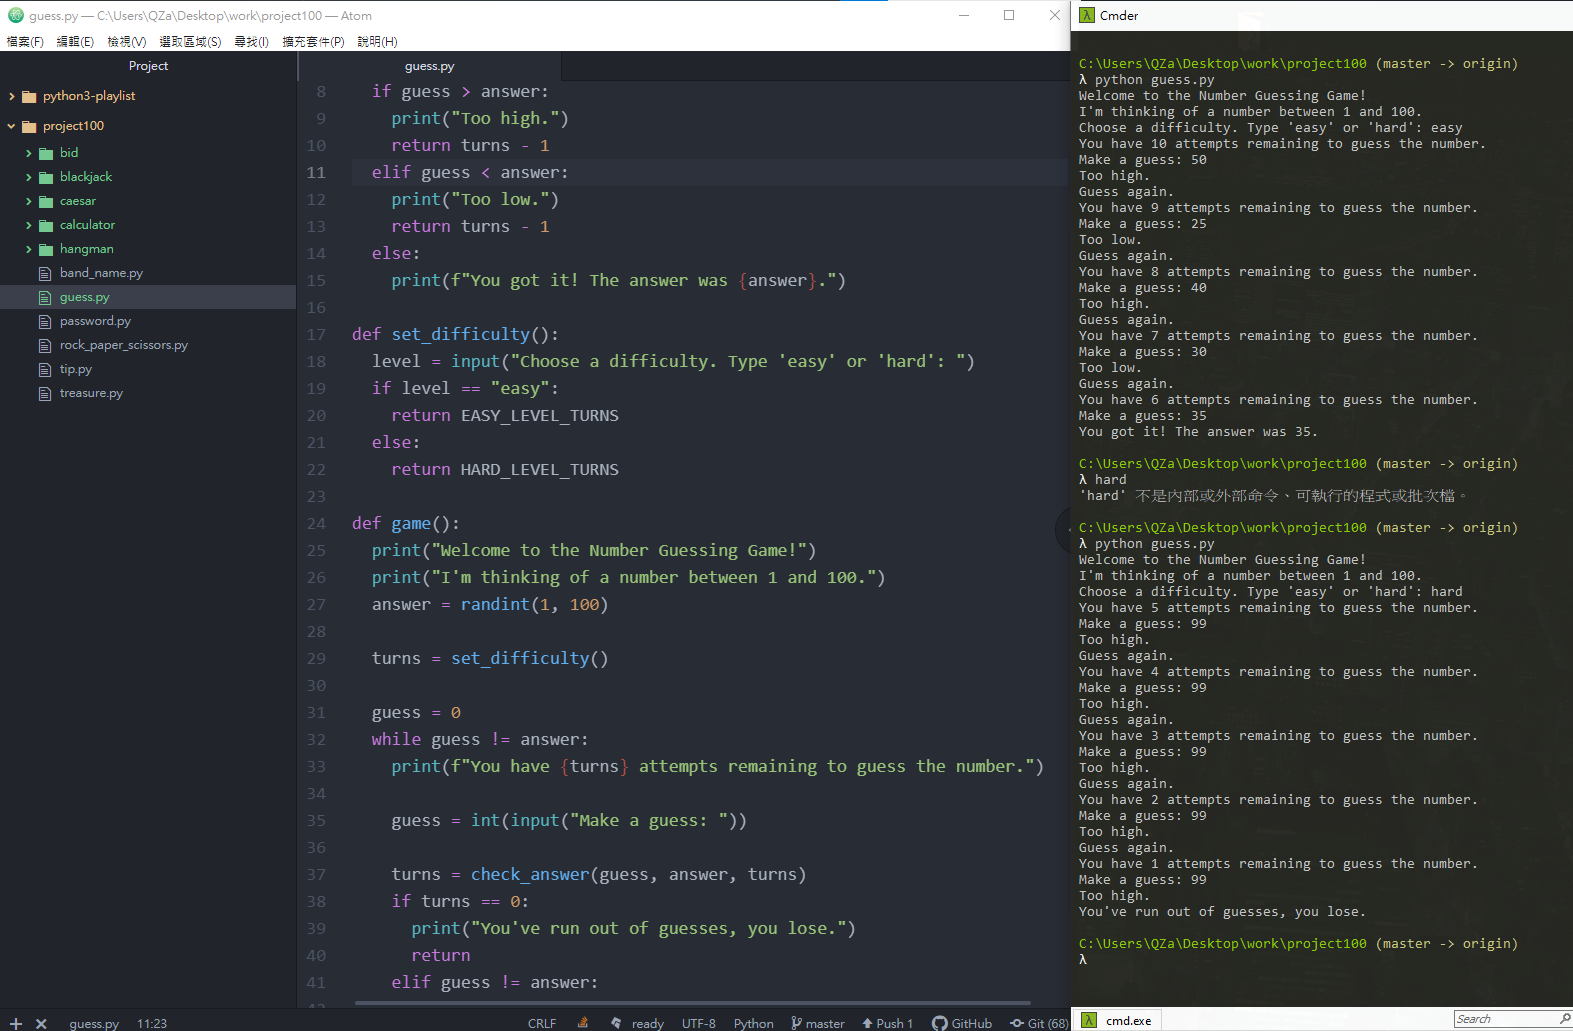 guess.py — C:\Users\QZa\Desktop\work\project100 — Atom
檔案(F) 編輯(E) 檢視(V) 選取區域(S) 尋找(I) 擴充套件(P) 說明(H)
Project
python3-playlist
project100
bid
blackjack
caesar
calculator
hangman
band_name.py
guess.py
password.py
rock_paper_scissors.py
tip.py
treasure.py
guess.py
8 if guess > answer:
9 print("Too high.")
10 return turns - 1
11 elif guess < answer:
12 print("Too low.")
13 return turns - 1
14 else:
15 print(f"You got it! The answer was {answer}.")
16
17 def set_difficulty():
18 level = input("Choose a difficulty. Type 'easy' or 'hard': ")
19 if level == "easy":
20 return EASY_LEVEL_TURNS
21 else:
22 return HARD_LEVEL_TURNS
23
24 def game():
25 print("Welcome to the Number Guessing Game!")
26 print("I'm thinking of a number between 1 and 100.")
27 answer = randint(1, 100)
28
29 turns = set_difficulty()
30
31 guess = 0
32 while guess != answer:
33 print(f"You have {turns} attempts remaining to guess the number.")
34
35 guess = int(input("Make a guess: "))
36
37 turns = check_answer(guess, answer, turns)
38 if turns == 0:
39 print("You've run out of guesses, you lose.")
40 return
41 elif guess != answer:
guess.py 11:23 CRLF ready UTF-8 Python master Push 1 GitHub Git (68)
λ Cmder
C:\Users\QZa\Desktop\work\project100 (master -> origin)
λ python guess.py
Welcome to the Number Guessing Game!
I'm thinking of a number between 1 and 100.
Choose a difficulty. Type 'easy' or 'hard': easy
You have 10 attempts remaining to guess the number.
Make a guess: 50
Too high.
Guess again.
You have 9 attempts remaining to guess the number.
Make a guess: 25
Too low.
Guess again.
You have 8 attempts remaining to guess the number.
Make a guess: 40
Too high.
Guess again.
You have 7 attempts remaining to guess the number.
Make a guess: 30
Too low.
Guess again.
You have 6 attempts remaining to guess the number.
Make a guess: 35
You got it! The answer was 35.
C:\Users\QZa\Desktop\work\project100 (master -> origin)
λ hard
'hard' 不是內部或外部命令、可執行的程式或批次檔。
C:\Users\QZa\Desktop\work\project100 (master -> origin)
λ python guess.py
Welcome to the Number Guessing Game!
I'm thinking of a number between 1 and 100.
Choose a difficulty. Type 'easy' or 'hard': hard
You have 5 attempts remaining to guess the number.
Make a guess: 99
Too high.
Guess again.
You have 4 attempts remaining to guess the number.
Make a guess: 99
Too high.
Guess again.
You have 3 attempts remaining to guess the number.
Make a guess: 99
Too high.
Guess again.
You have 2 attempts remaining to guess the number.
Make a guess: 99
Too high.
Guess again.
You have 1 attempts remaining to guess the number.
Make a guess: 99
Too high.
You've run out of guesses, you lose.
C:\Users\QZa\Desktop\work\project100 (master -> origin)
λ
λ cmd.exe
Search